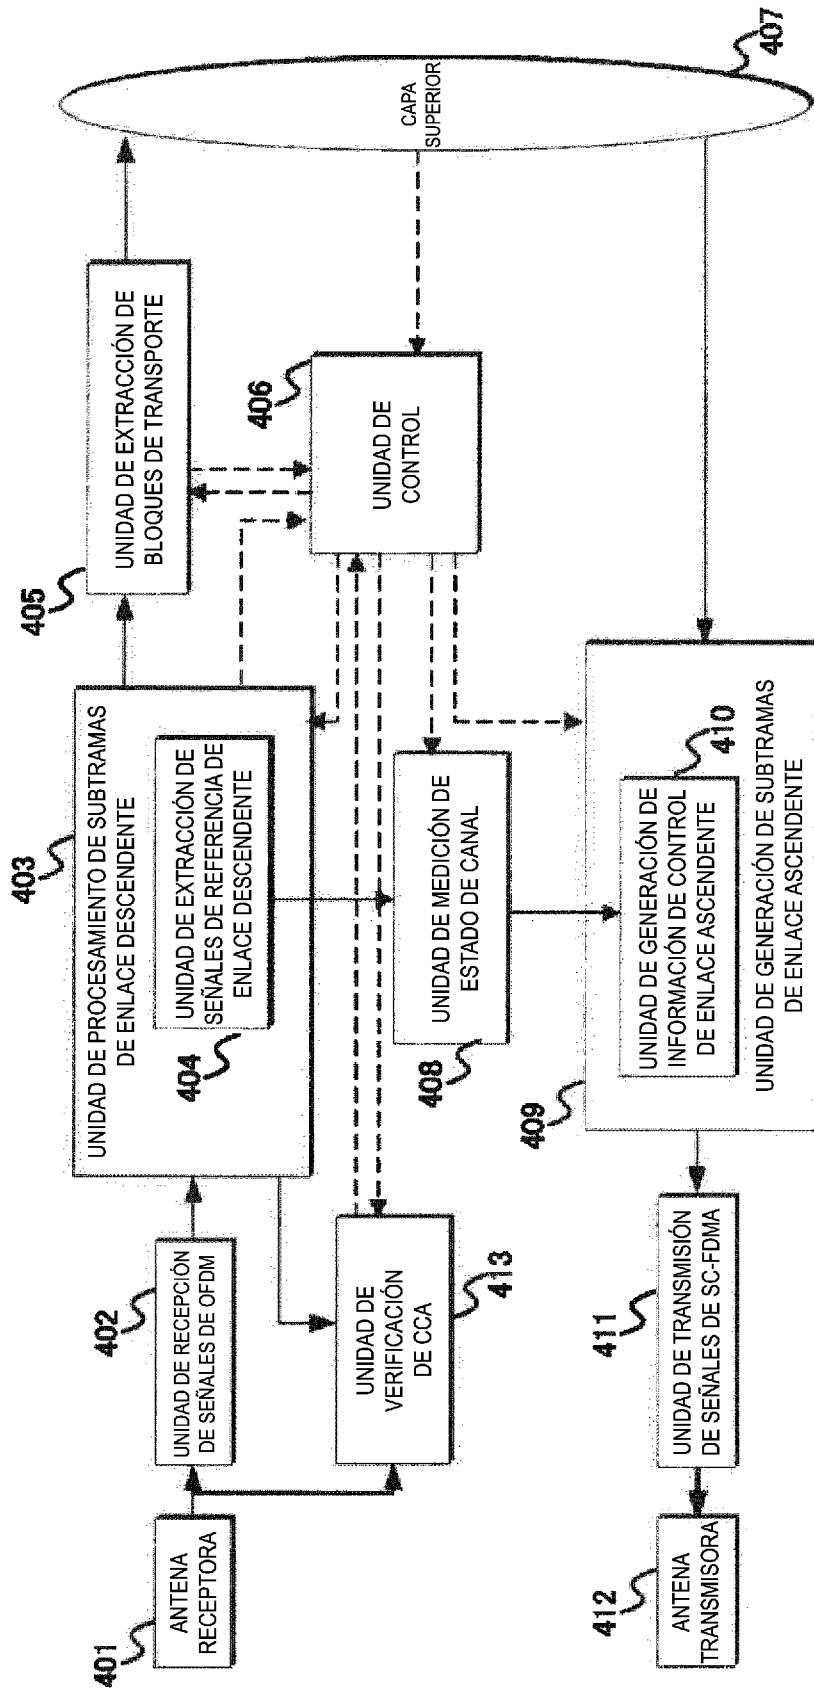 401
ANTENA
RECEPTORA
402
UNIDAD DE RECEPCIÓN
DE SEÑALES DE OFDM
403
UNIDAD DE PROCESAMIENTO DE SUBTRAMAS
DE ENLACE DESCENDENTE
404
UNIDAD DE EXTRACCIÓN DE
SEÑALES DE REFERENCIA DE
ENLACE DESCENDENTE
405
UNIDAD DE EXTRACCIÓN DE
BLOQUES DE TRANSPORTE
406
UNIDAD DE
CONTROL
CAPA
SUPERIOR
407
UNIDAD DE
VERIFICACIÓN
DE CCA
413
UNIDAD DE MEDICIÓN DE
ESTADO DE CANAL
408
409
410
UNIDAD DE GENERACIÓN DE
INFORMACIÓN DE CONTROL
DE ENLACE ASCENDENTE
UNIDAD DE GENERACIÓN DE SUBTRAMAS
DE ENLACE ASCENDENTE
411
UNIDAD DE TRANSMISIÓN
DE SEÑALES DE SC-FDMA
412
ANTENA
TRANSMISORA